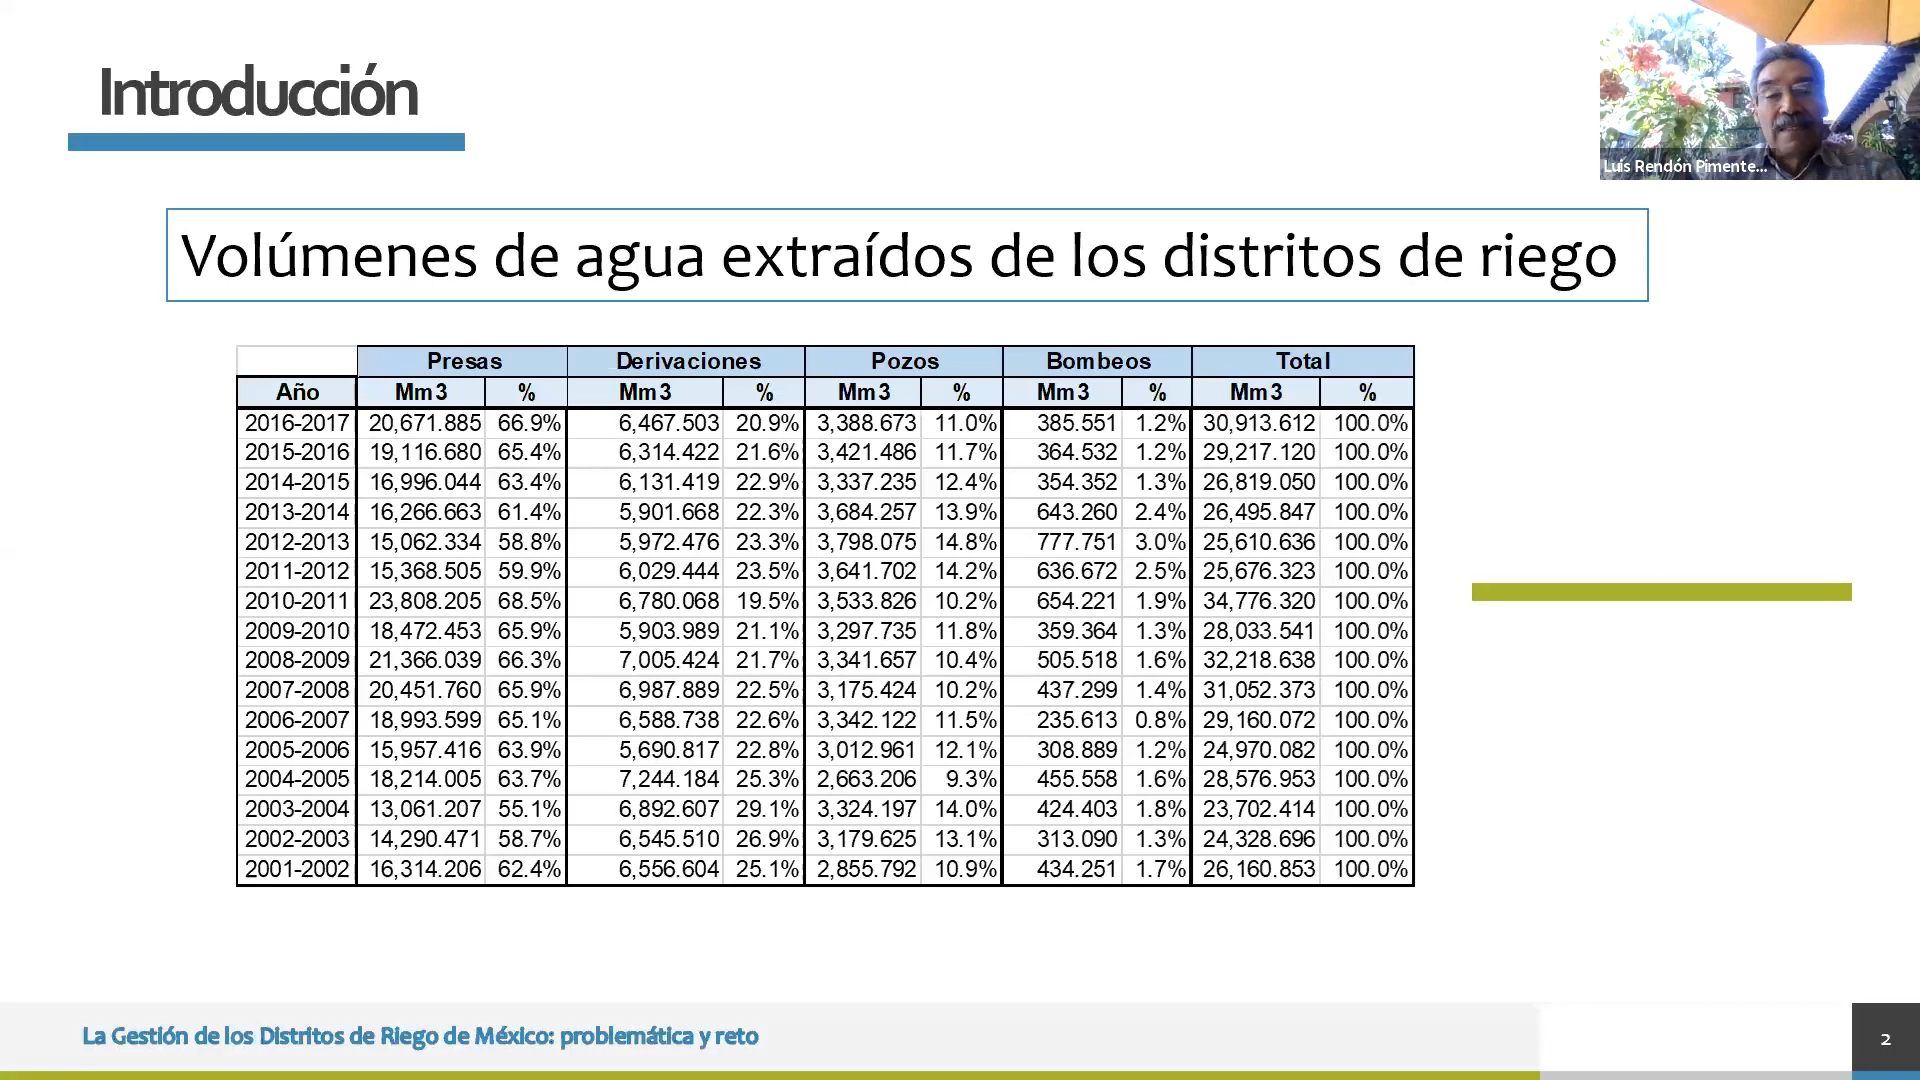 Introducción
Luis Rendón Pimente...
Volúmenes de agua extraídos de los distritos de riego
Presas Derivaciones Pozos Bombeos Total
Año Mm3 % Mm3 % Mm3 % Mm3 % Mm3 %
2016-2017 20,671.885 66.9% 6,467.503 20.9% 3,388.673 11.0% 385.551 1.2% 30,913.612 100.0%
2015-2016 19,116.680 65.4% 6,314.422 21.6% 3,421.486 11.7% 364.532 1.2% 29,217.120 100.0%
2014-2015 16,996.044 63.4% 6,131.419 22.9% 3,337.235 12.4% 354.352 1.3% 26,819.050 100.0%
2013-2014 16,266.663 61.4% 5,901.668 22.3% 3,684.257 13.9% 643.260 2.4% 26,495.847 100.0%
2012-2013 15,062.334 58.8% 5,972.476 23.3% 3,798.075 14.8% 777.751 3.0% 25,610.636 100.0%
2011-2012 15,368.505 59.9% 6,029.444 23.5% 3,641.702 14.2% 636.672 2.5% 25,676.323 100.0%
2010-2011 23,808.205 68.5% 6,780.068 19.5% 3,533.826 10.2% 654.221 1.9% 34,776.320 100.0%
2009-2010 18,472.453 65.9% 5,903.989 21.1% 3,297.735 11.8% 359.364 1.3% 28,033.541 100.0%
2008-2009 21,366.039 66.3% 7,005.424 21.7% 3,341.657 10.4% 505.518 1.6% 32,218.638 100.0%
2007-2008 20,451.760 65.9% 6,987.889 22.5% 3,175.424 10.2% 437.299 1.4% 31,052.373 100.0%
2006-2007 18,993.599 65.1% 6,588.738 22.6% 3,342.122 11.5% 235.613 0.8% 29,160.072 100.0%
2005-2006 15,957.416 63.9% 5,690.817 22.8% 3,012.961 12.1% 308.889 1.2% 24,970.082 100.0%
2004-2005 18,214.005 63.7% 7,244.184 25.3% 2,663.206 9.3% 455.558 1.6% 28,576.953 100.0%
2003-2004 13,061.207 55.1% 6,892.607 29.1% 3,324.197 14.0% 424.403 1.8% 23,702.414 100.0%
2002-2003 14,290.471 58.7% 6,545.510 26.9% 3,179.625 13.1% 313.090 1.3% 24,328.696 100.0%
2001-2002 16,314.206 62.4% 6,556.604 25.1% 2,855.792 10.9% 434.251 1.7% 26,160.853 100.0%
La Gestión de los Distritos de Riego de México: problemática y reto
2